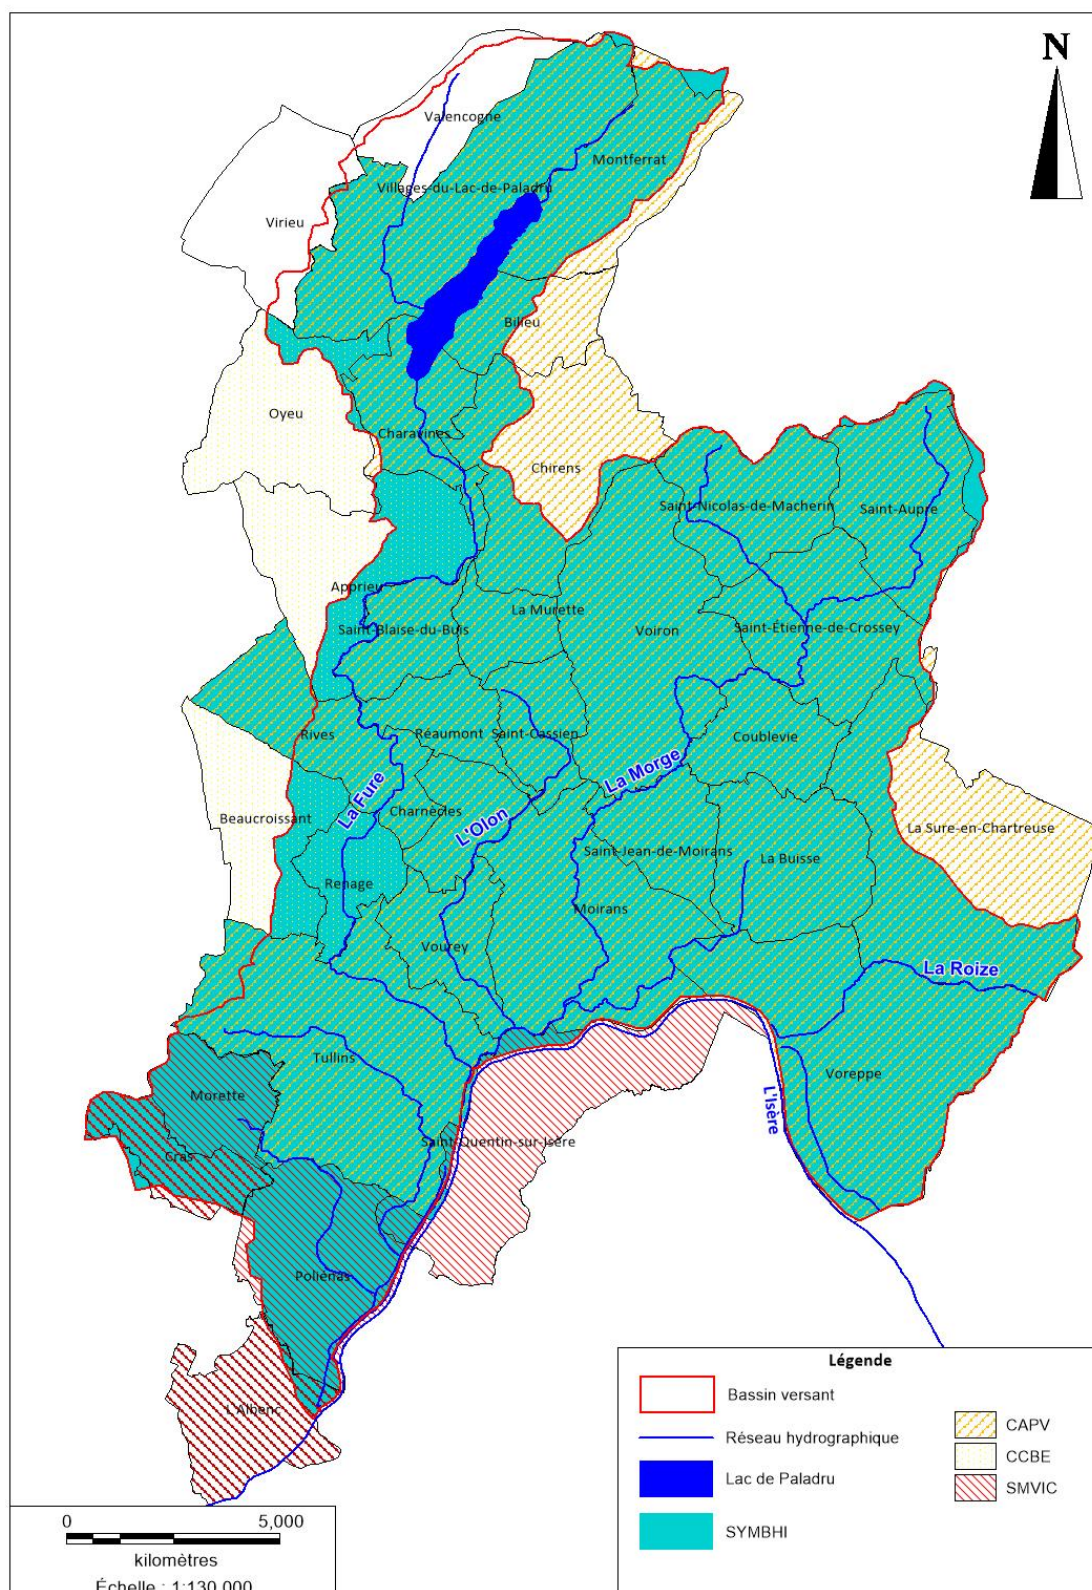 N
Valencogne
Montferrat
Villages-du-Lac-de-Paladru
Virieu
Bilieu
Oyeu
Charavines
Chirens
Saint-Nicolas-de-Macherin
Saint-Aupre
Apprieu
La Murette
Saint-Blaise-du-Buis
Voiron
Saint-Étienne-de-Crossey
Rives
Réaumont
Saint-Cassien
Coublevie
La Morge
La Fure
Charnècles
L'Olon
Beaucroissant
La Sure-en-Chartreuse
Saint-Jean-de-Moirans
La Buisse
Renage
Moirans
Vourey
La Roize
Tullins
Voreppe
Morette
L'Isère
Saint-Quentin-sur-Isère
Cras
Poliénas
L'Albenc
Légende
Bassin versant
Réseau hydrographique
Lac de Paladru
SYMBHI
CAPV
CCBE
SMVIC
0 5,000
kilomètres
Échelle : 1:130 000